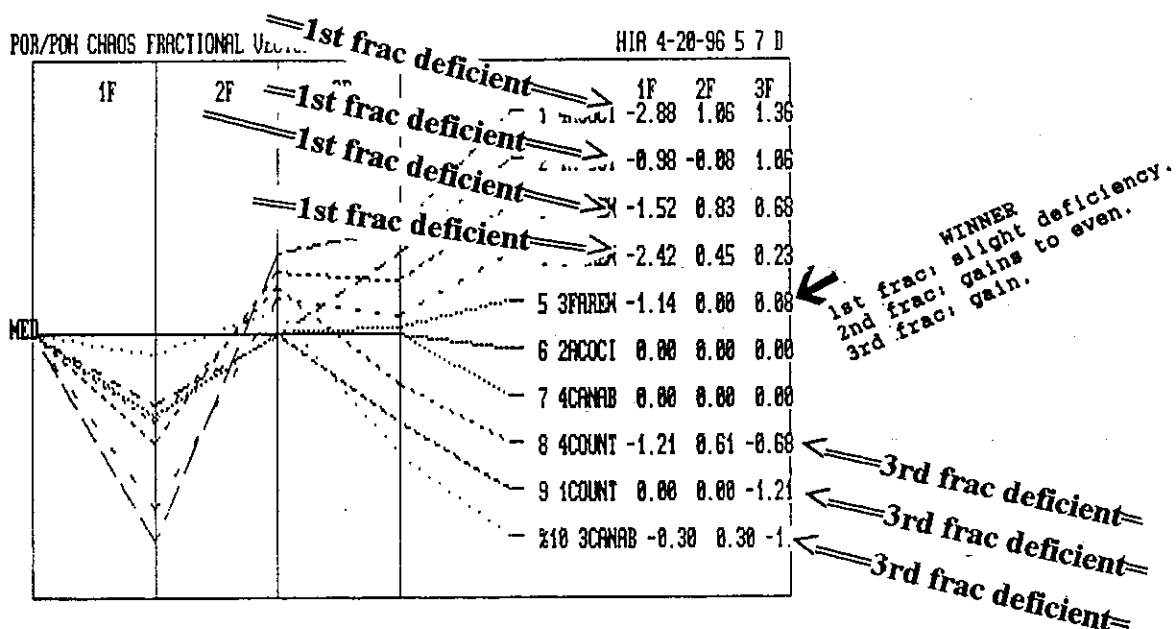 POR/POH CHAOS FRACTIONAL
HIA 4-20-96 5 7 D
1F 2F
1F 2F 3F
==1st frac deficient==
1 -2.88 1.06 1.36
==1st frac deficient==
2 -0.98 -0.08 1.06
==1st frac deficient==
-1.52 0.83 0.68
==1st frac deficient==
-2.42 0.45 0.23
5 3FAREW -1.14 0.00 0.08
WINNER
1st frac; slight deficiency.
2nd frac; gains to even.
3rd frac; gain.
MED
6 2ACOCI 0.00 0.00 0.00
7 4CANAB 0.00 0.00 0.00
8 4COUNT -1.21 0.61 -0.68
==3rd frac deficient=
9 1COUNT 0.00 0.00 -1.21
==3rd frac deficient=
%10 3CANAB -0.30 0.30 -1.
==3rd frac deficient=